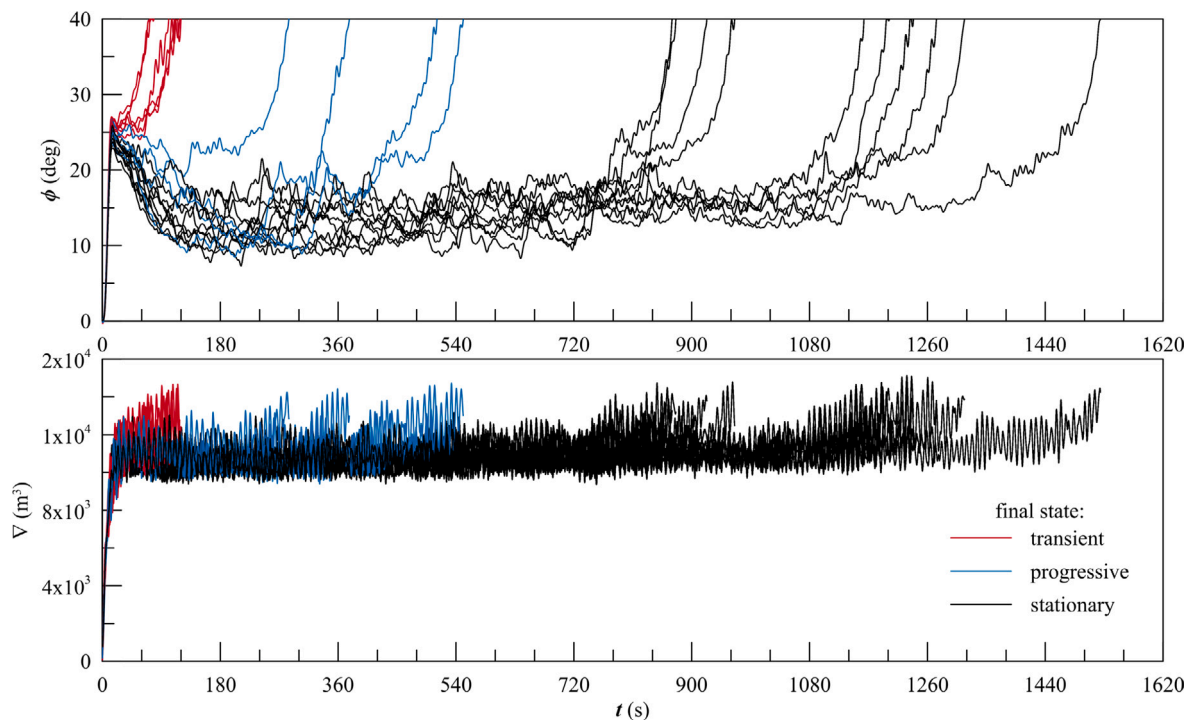 40
30
20
10
0
ϕ (deg)
0 180 360 540 720 900 1080 1260 1440 1620
2x10⁴
1x10⁴
8x10³
4x10³
0
∇ (m³)
final state:
transient
progressive
stationary
0 180 360 540 720 900 1080 1260 1440 1620
t (s)